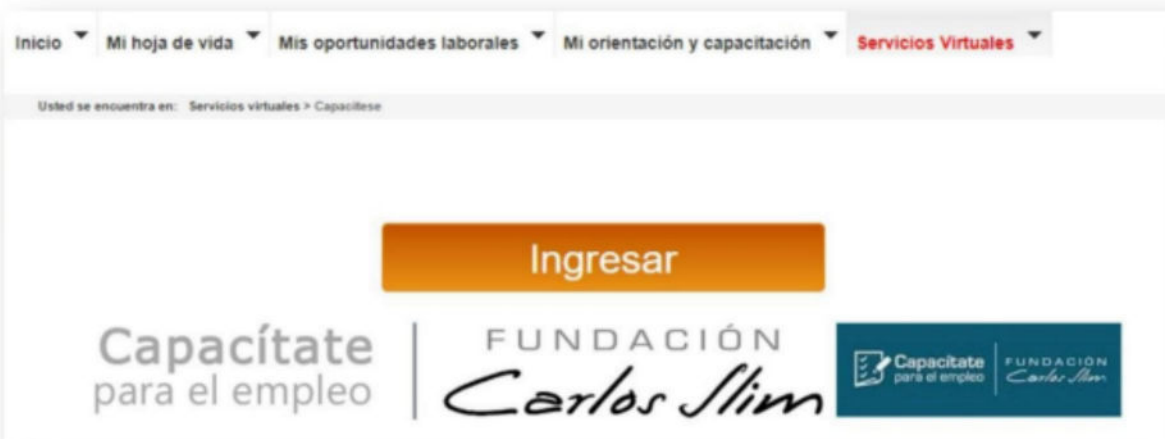 Inicio Mi hoja de vida Mis oportunidades laborales Mi orientación y capacitación Servicios Virtuales
Usted se encuentra en: Servicios virtuales > Capacitese
Ingresar
Capacítate
para el empleo
FUNDACIÓN
Carlos Slim
Capacítate
para el empleo
FUNDACIÓN
Carlos Slim